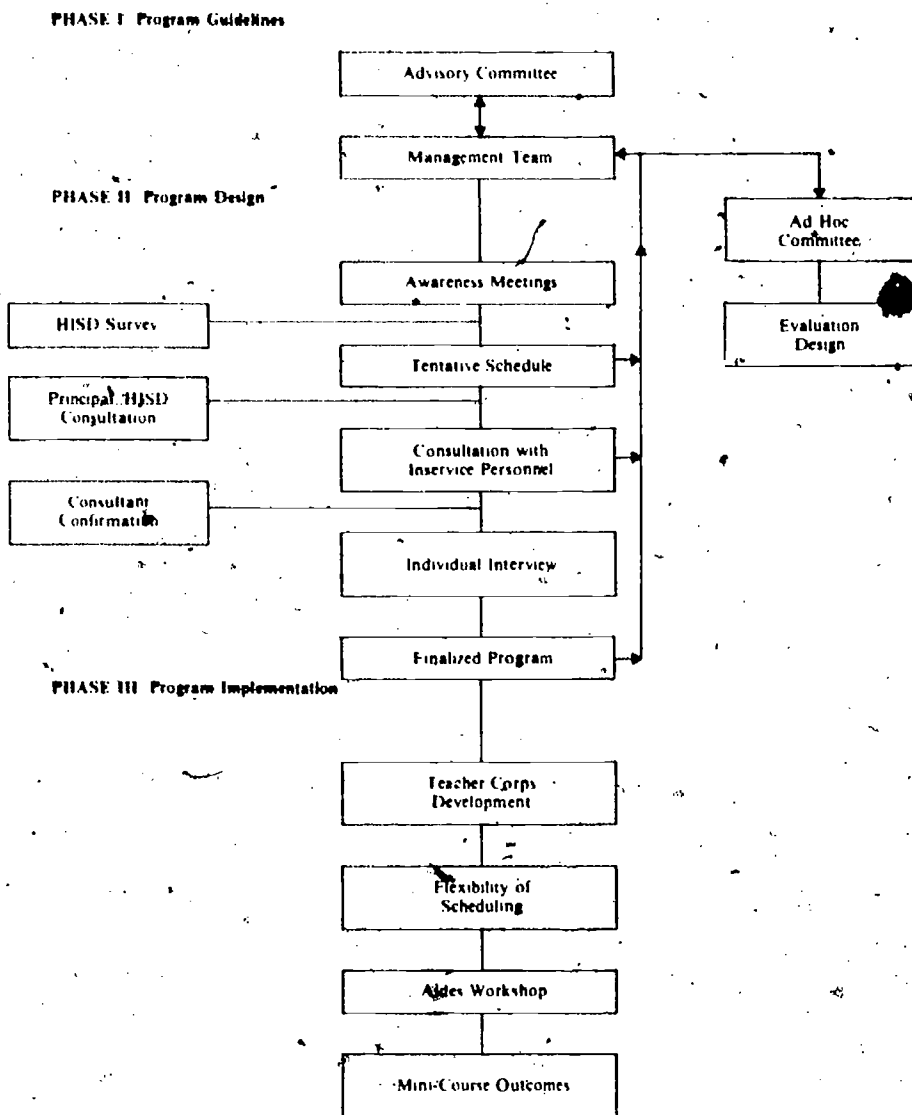 PHASE I Program Guidelines
Advisory Committee
Management Team
PHASE II Program Design
Ad Hoc
Committee
Awareness Meetings
HISD Survey
Evaluation
Design
Tentative Schedule
Principal HISD
Consultation
Consultation with
Inservice Personnel
Consultant
Confirmation
Individual Interview
Finalized Program
PHASE III Program Implementation
Teacher Corps
Development
Flexibility of
Scheduling
Aides Workshop
Mini-Course Outcomes